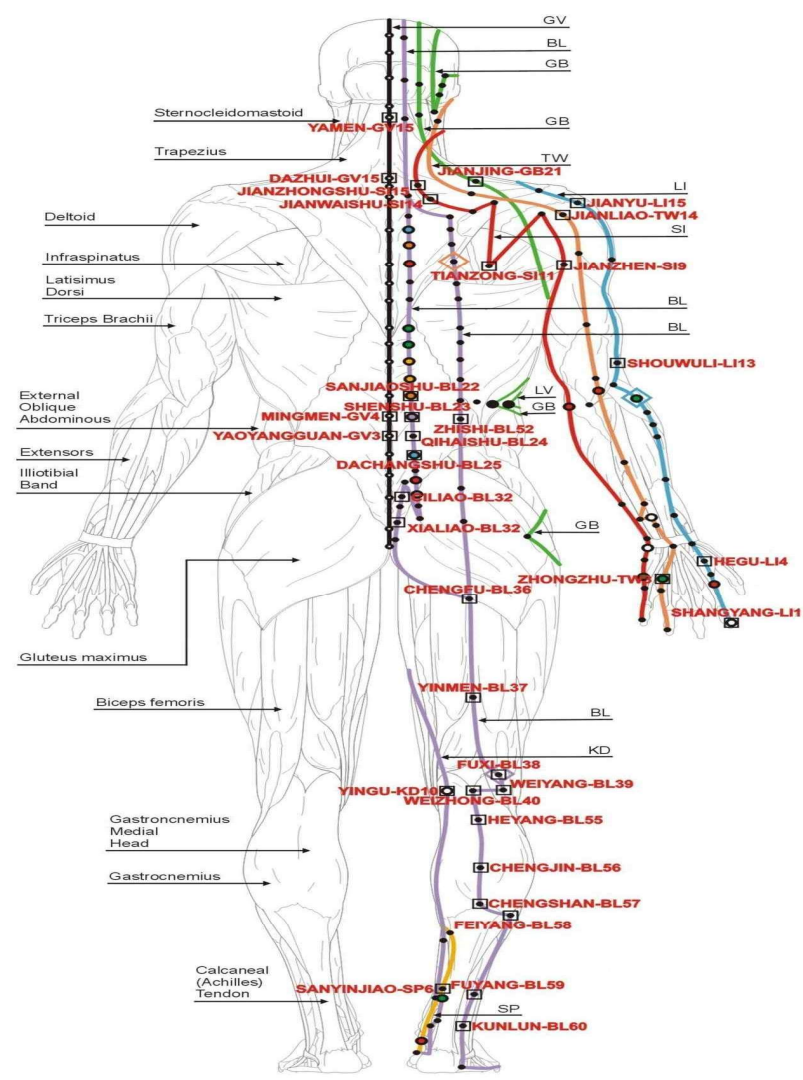 GV
BL
GB
Sternocleidomastoid
YAMEN-GV15
GB
Trapezius
TW
JIANJING-GB21
DAZHUI-GV15
JIANZHONGSHU-SI15
LI
JIANWAISHU-SI14
JIANYU-LI15
Deltoid
JIANLIAO-TW14
SI
Infraspinatus
TIANZONG-SI11
JIANZHEN-SI9
Latisimus
Dorsi
BL
Triceps Brachii
BL
SHOUWULI-LI13
SANJIAOSHU-BL22
LV
External
Oblique
Abdominous
SHENSHU-BL23
GB
MINGMEN-GV4
ZHISHI-BL52
YAOYANGGUAN-GV3
QIHAISHU-BL24
Extensors
DACHANGSHU-BL25
Illiotibial
Band
CILIAO-BL32
XIALIAO-BL32
GB
HEGU-LI4
ZHONGZHU-TW3
CHENGFU-BL36
SHANGYANG-LI1
Gluteus maximus
YINMEN-BL37
Biceps femoris
BL
KD
FUXI-BL38
WEIYANG-BL39
YINGU-KD10
WEIZHONG-BL40
Gastroncnemius
Medial
Head
HEYANG-BL55
CHENGJIN-BL56
Gastrocnemius
CHENGSHAN-BL57
FEIYANG-BL58
Calcaneal
(Achilles)
Tendon
SANYINJIAO-SP6
FUYANG-BL59
SP
KUNLUN-BL60